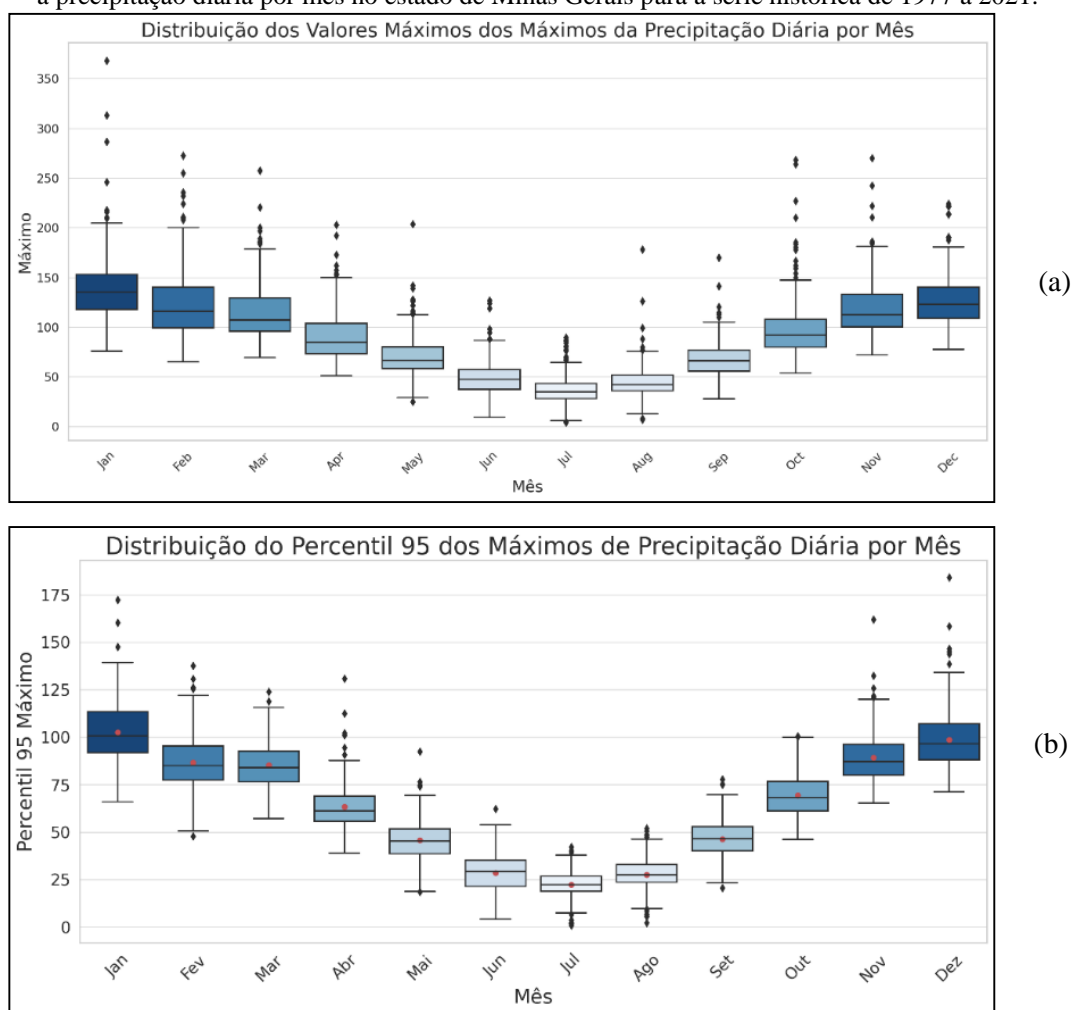 a precipitação diária por mês no estado de Minas Gerais para a série histórica de 1977 a 2021.
Distribuição dos Valores Máximos dos Máximos da Precipitação Diária por Mês
Máximo
350
300
250
200
150
100
50
0
Jan Feb Mar Apr May Jun Jul Aug Sep Oct Nov Dec
Mês
(a)
Distribuição do Percentil 95 dos Máximos de Precipitação Diária por Mês
Percentil 95 Máximo
175
150
125
100
75
50
25
0
Jan Fev Mar Abr Mai Jun Jul Ago Set Out Nov Dez
Mês
(b)